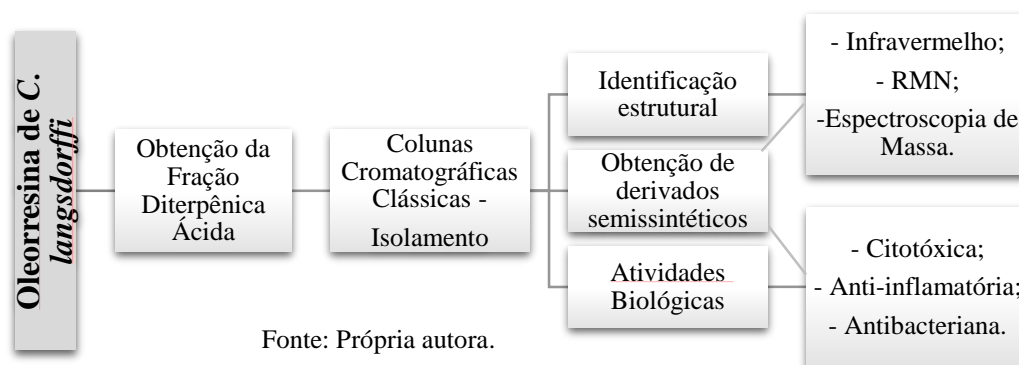 Oleorresina de C.
langsdorffi
Obtenção da
Fração
Diterpênica
Ácida
Colunas
Cromatográficas
Clássicas -
Isolamento
Identificação
estrutural
Obtenção de
derivados
semissintéticos
Atividades
Biológicas
- Infravermelho;
- RMN;
-Espectroscopia de
Massa.
- Citotóxica;
- Anti-inflamatória;
- Antibacteriana.
Fonte: Própria autora.